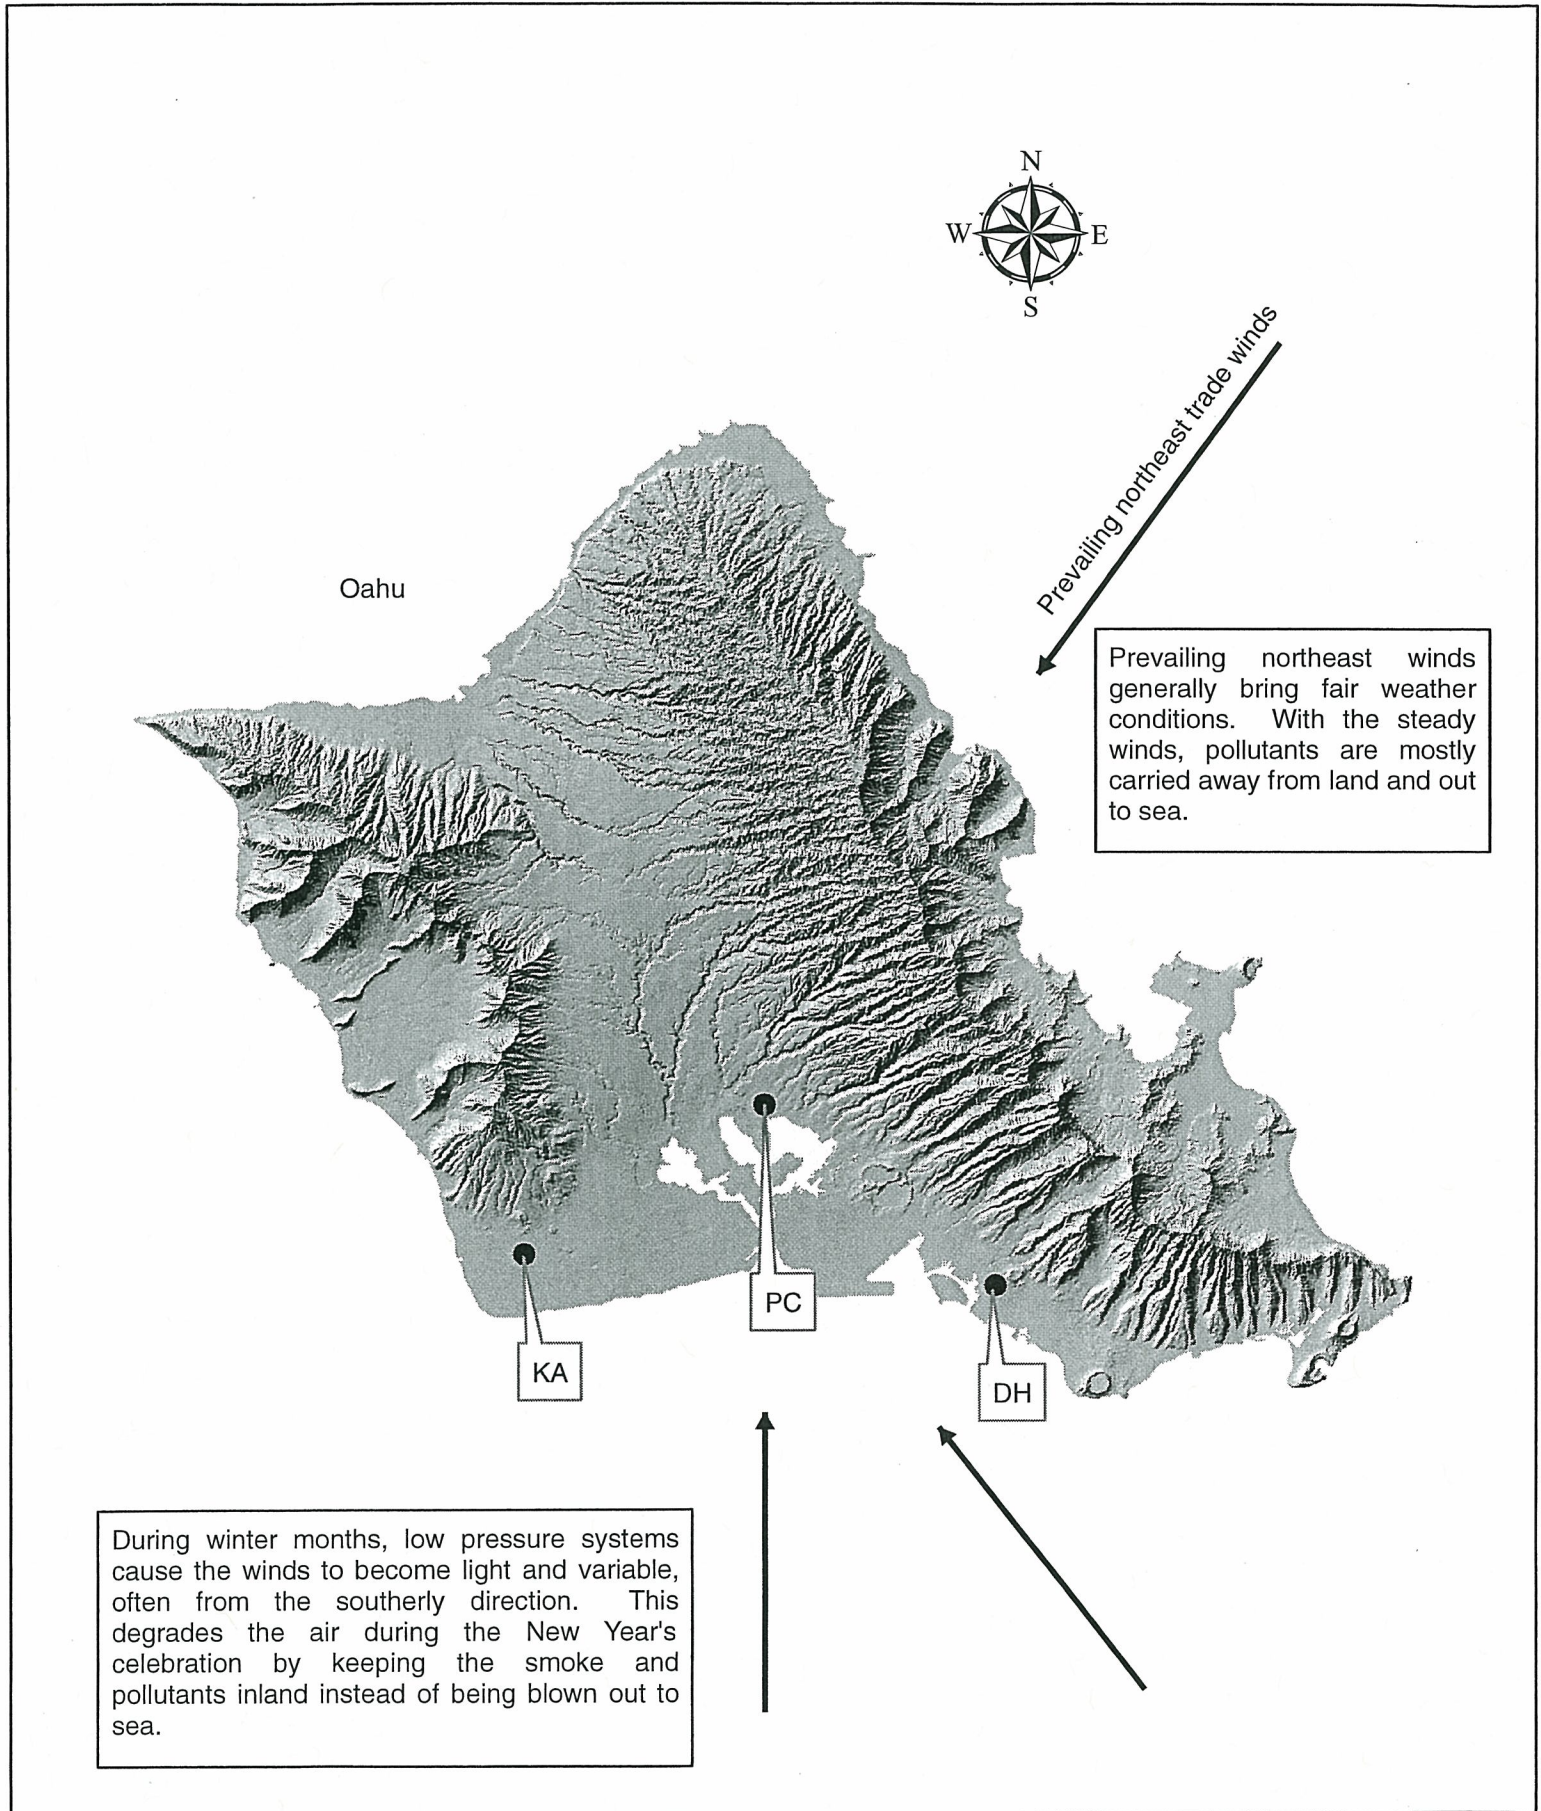 N
W
E
S
Prevailing northeast trade winds
Oahu
Prevailing northeast winds
generally bring fair weather
conditions. With the steady
winds, pollutants are mostly
carried away from land and out
to sea.
PC
KA
DH
During winter months, low pressure systems
cause the winds to become light and variable,
often from the southerly direction. This
degrades the air during the New Year's
celebration by keeping the smoke and
pollutants inland instead of being blown out to
sea.